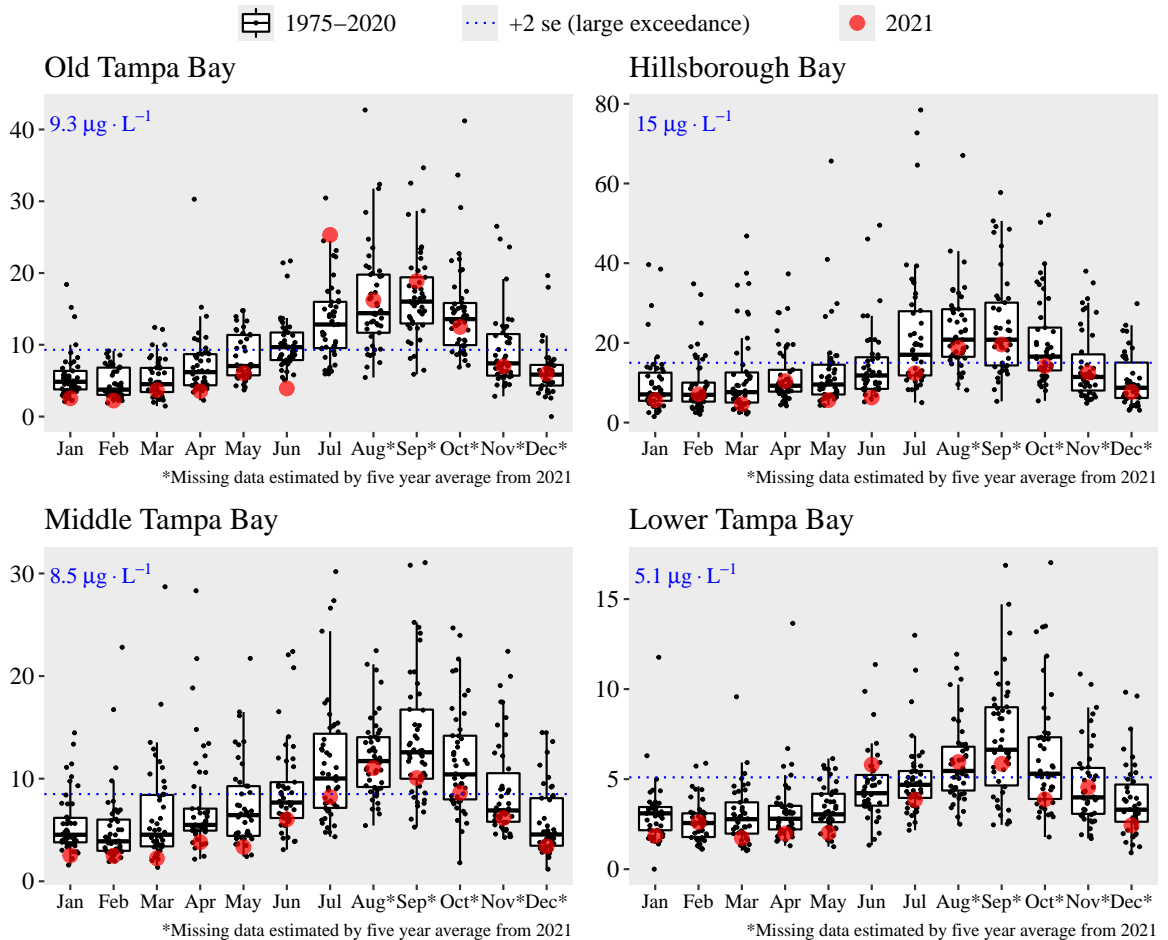 1975–2020 +2 se (large exceedance) 2021
Old Tampa Bay
9.3 μg · L⁻¹
40
30
20
10
0
Jan Feb Mar Apr May Jun Jul Aug* Sep* Oct* Nov* Dec*
*Missing data estimated by five year average from 2021
Hillsborough Bay
15 μg · L⁻¹
80
60
40
20
0
Jan Feb Mar Apr May Jun Jul Aug* Sep* Oct* Nov* Dec*
*Missing data estimated by five year average from 2021
Middle Tampa Bay
8.5 μg · L⁻¹
30
20
10
0
Jan Feb Mar Apr May Jun Jul Aug* Sep* Oct* Nov* Dec*
*Missing data estimated by five year average from 2021
Lower Tampa Bay
5.1 μg · L⁻¹
15
10
5
0
Jan Feb Mar Apr May Jun Jul Aug* Sep* Oct* Nov* Dec*
*Missing data estimated by five year average from 2021